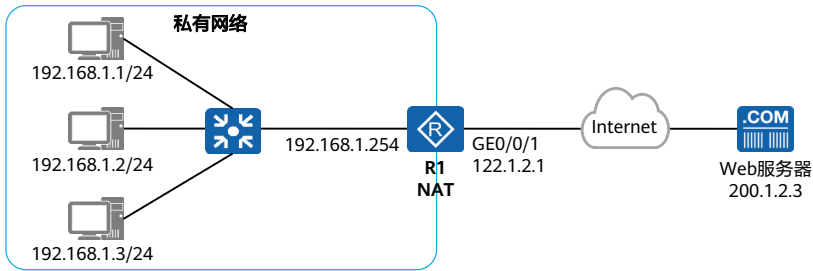 私有网络
192.168.1.1/24
192.168.1.2/24
192.168.1.3/24
192.168.1.254
R
R1
NAT
GE0/0/1
122.1.2.1
Internet
.COM
Web服务器
200.1.2.3